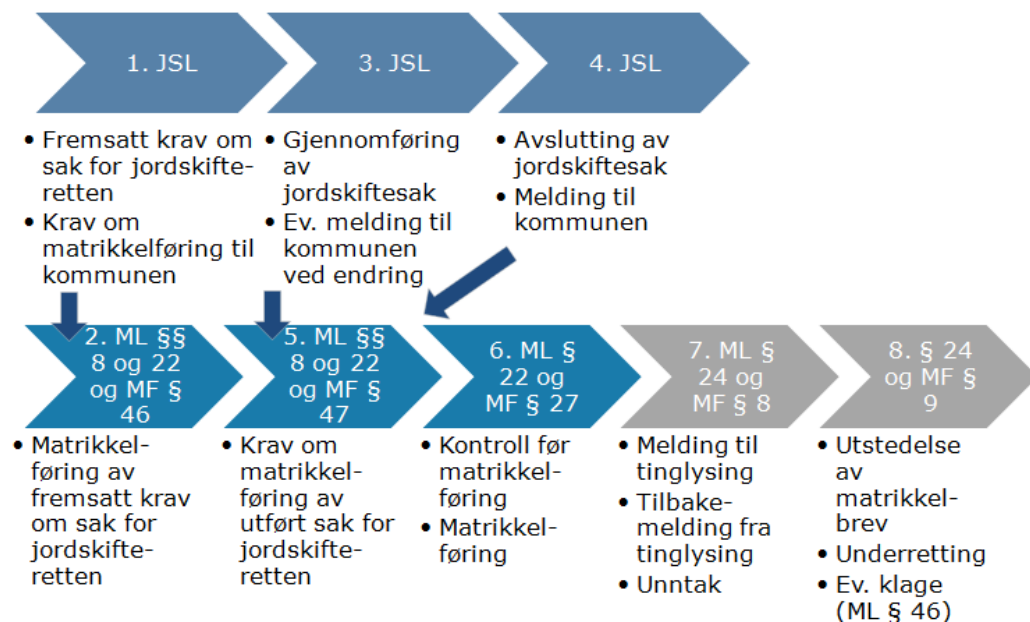 1. JSL
3. JSL
4. JSL
• Fremsatt krav om
sak for jordskifte-
retten
• Krav om
matrikkelføring til
kommunen
• Gjennomføring
av
jordskiftesak
• Ev. melding til
kommunen
ved endring
• Avslutting av
jordskiftesak
• Melding til
kommunen
2. ML §§
8 og 22
og MF §
46
5. ML §§
8 og 22
og MF §
47
6. ML §
22 og
MF § 27
7. ML §
24 og
MF § 8
8. § 24
og MF §
9
• Matrikkel-
føring av
fremsatt krav
om sak for
jordskifte-
retten
• Krav om
matrikkel-
føring av
utført sak for
jordskifte-
retten
• Kontroll før
matrikkel-
føring
• Matrikkel-
føring
• Melding til
tinglysing
• Tilbake-
melding fra
tinglysing
• Unntak
• Utstedelse
av
matrikkel-
brev
• Underretting
• Ev. klage
(ML § 46)